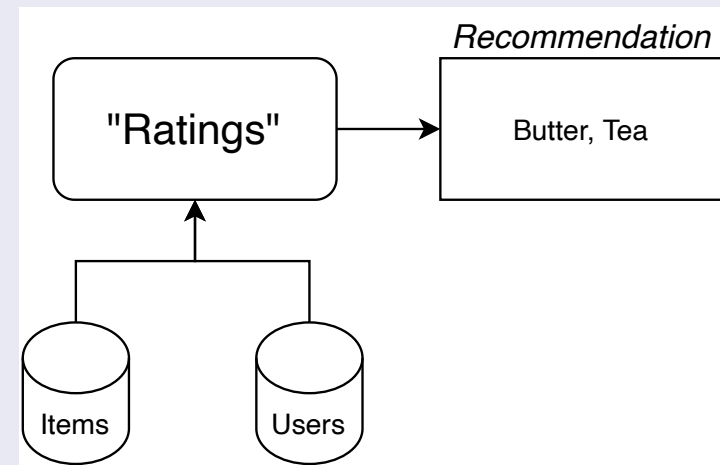 Recommendation
"Ratings"
Butter, Tea
Items
Users